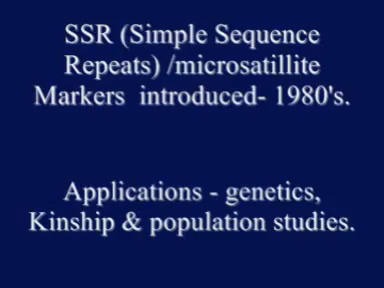 SSR (Simple Sequence
Repeats) /microsatillite
Markers introduced- 1980's.
Applications - genetics,
Kinship & population studies.